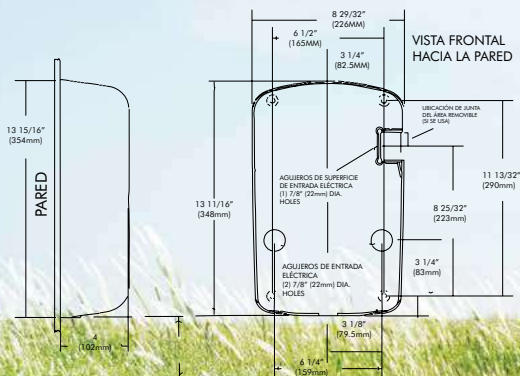 8 29/32"
(226MM)
6 1/2"
(165MM)
3 1/4"
(82.5MM)
VISTA FRONTAL
HACIA LA PARED
13 15/16"
(354mm)
PARED
4
(102mm)
UBICACIÓN DE JUNTA
DEL ÁREA REMOVIBLE
(SI SE USA)
AGUJEROS DE SUPERFICIE
DE ENTRADA ELÉCTRICA
(1) 7/8" (22mm) DIA.
HOLES
13 11/16"
(348mm)
11 13/32"
(290mm)
8 25/32"
(223mm)
AGUJEROS DE ENTRADA
ELÉCTRICA
(2) 7/8" (22mm) DIA.
HOLES
3 1/4"
(83mm)
3 1/8"
(79.5mm)
6 1/4"
(159mm)